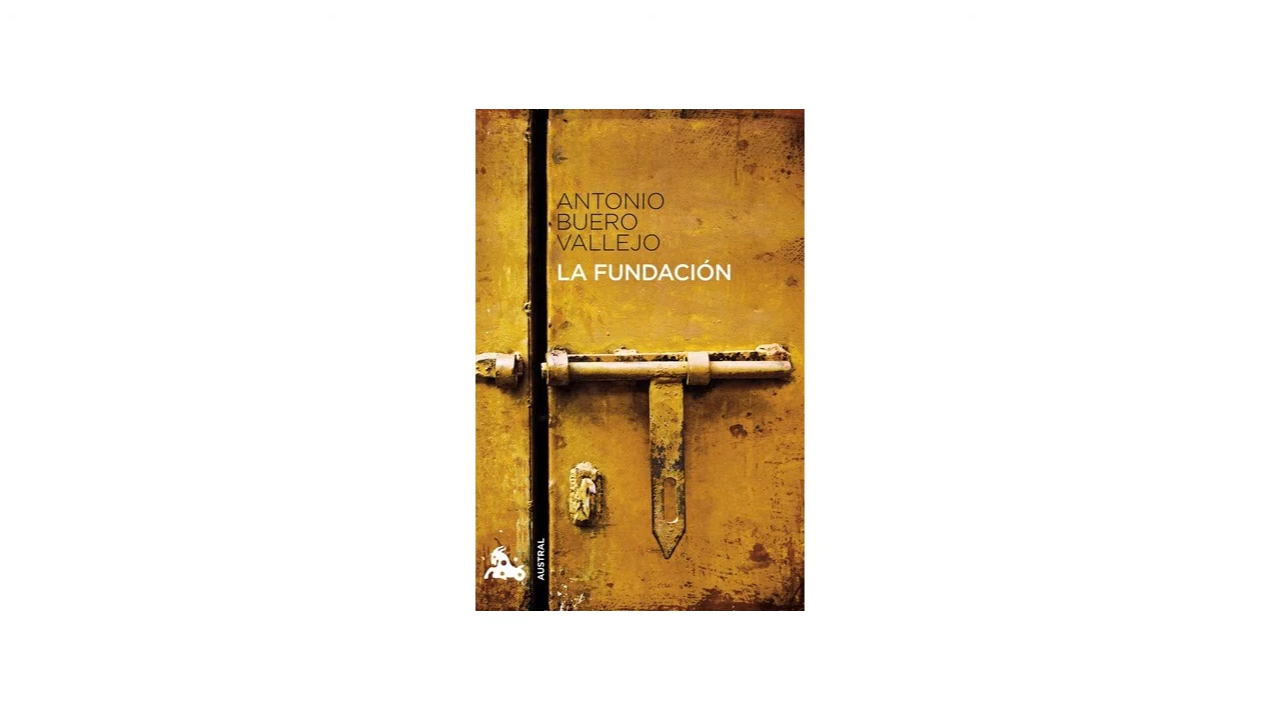 ANTONIO
BUERO
VALLEJO
LA FUNDACIÓN
AUSTRAL